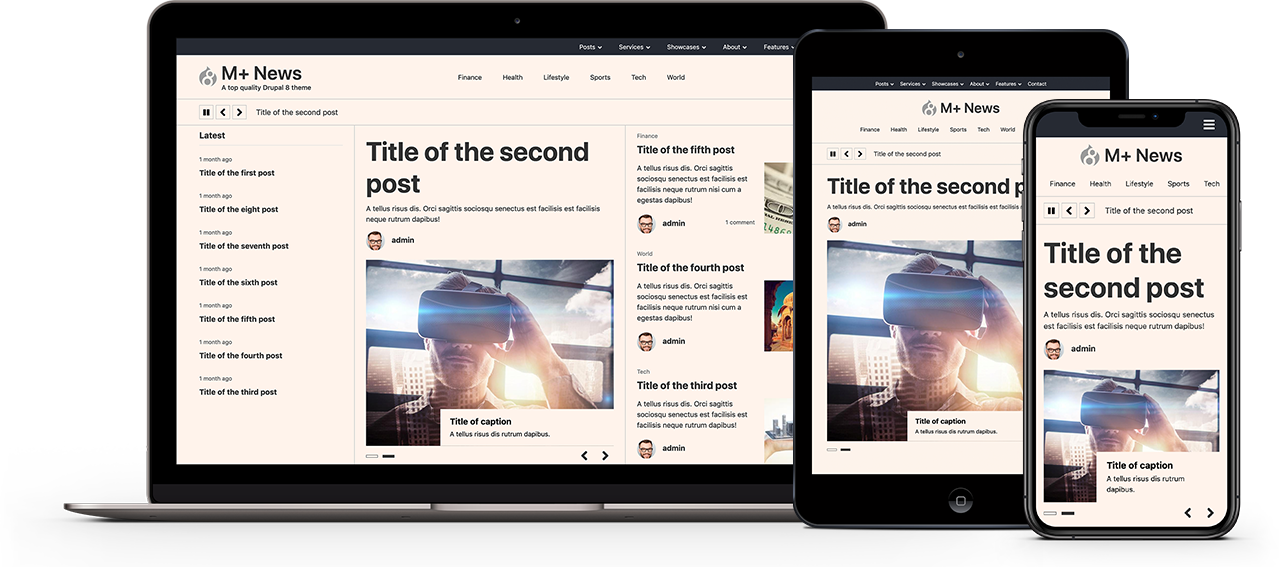 Posts Services Showcases About Features
M+ News
A top quality Drupal 8 theme
Finance Health Lifestyle Sports Tech World
Title of the second post
Latest
1 month ago
Title of the first post
1 month ago
Title of the eight post
1 month ago
Title of the seventh post
1 month ago
Title of the sixth post
1 month ago
Title of the fifth post
1 month ago
Title of the fourth post
1 month ago
Title of the third post
Title of the second
post
A tellus risus dis. Orci sagittis sociosqu senectus est facilisis est facilisis
neque rutrum dapibus!
admin
Title of caption
A tellus risus dis rutrum dapibus.
Finance
Title of the fifth post
A tellus risus dis. Orci sagittis
sociosqu senectus est facilisis est
facilisis neque rutrum nisi cum a
egestas dapibus!
admin 1 comment
World
Title of the fourth post
A tellus risus dis. Orci sagittis
sociosqu senectus est facilisis est
facilisis neque rutrum nisi cum a
egestas dapibus!
admin
Tech
Title of the third post
A tellus risus dis. Orci sagittis
sociosqu senectus est facilisis est
facilisis neque rutrum dapibus!
admin
Posts Services Showcases About Features Contact
M+ News
Finance Health Lifestyle Sports Tech World
Title of the second post
Title of the second p
A tellus risus dis. Orci sagittis sociosqu senectus est facilisis est facilisis neque
admin
Title of caption
A tellus risus dis rutrum dapibus.
M+ News
Finance Health Lifestyle Sports Tech
Title of the second post
Title of the
second post
A tellus risus dis. Orci sagittis sociosqu senectus
est facilisis est facilisis neque rutrum dapibus!
admin
Title of caption
A tellus risus dis rutrum
dapibus.